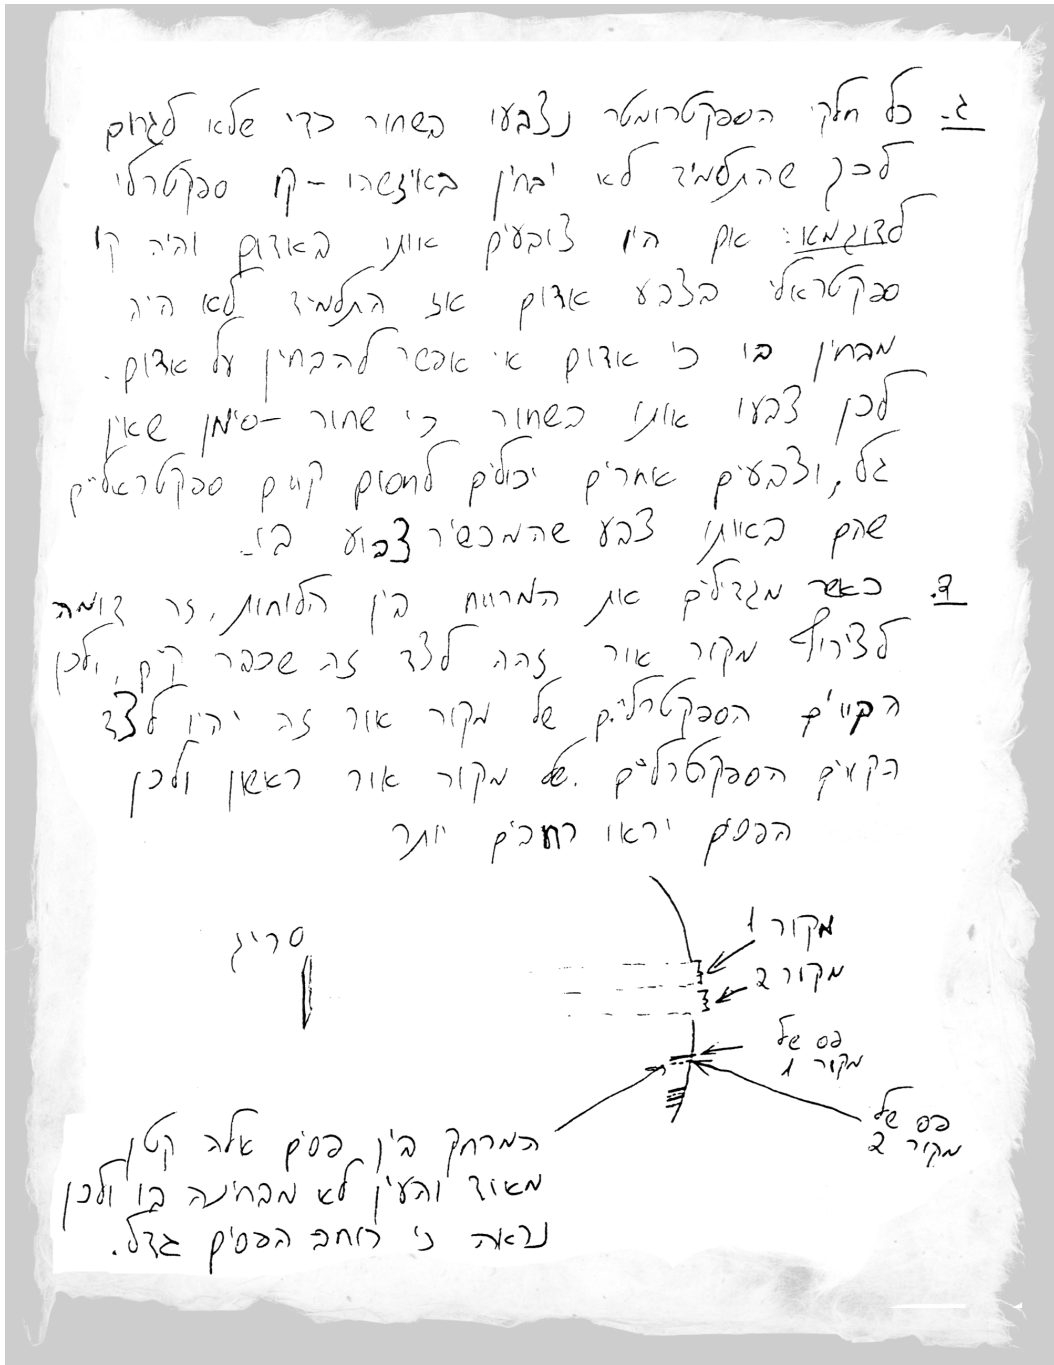 ג. כל חלקי הספקטרומטר נצבעו בשחור כדי שלא לגרום
לכך שהתלמיד לא יבחין באיזשהו - קו ספקטרלי
לדוגמא: אם היו צובעים אותו באדום והיה קו
ספקטראלי בצבע אדום אז התלמיד לא היה
מבחין בו כי אדום אי אפשר להבחין על אדום.
לכן צבעו אותו בשחור כי שחור - סימן שאין
גל, וצבעים אחרים יכולים לחסום קווים ספקטראליים
שהם באותו צבע שהמכשיר צבוע בו.
ד. כאשר מגדילים את המרווח בין הלוחות, זה דומה
לצירוף מקור אור זהה לצד זה שכבר קיים, ולכן
הקווים הספקטרליים של מקור אור זה יהיו לצד
הקווים הספקטרליים של מקור אור ראשון ולכן
הפסים יראו רחבים יותר
מקור 1
סריג
מקור 2
פס של
מקור 1
פס של
מקור 2
המרחק בין פסים אלה קטן
מאוד והעין לא מבחינה בו ולכן
נראה כי רוחב הפסים גדל.